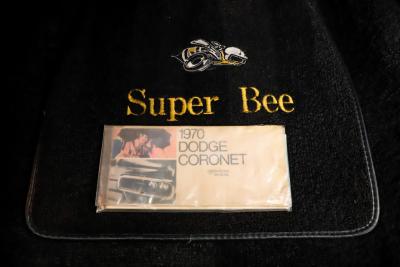 Super Bee
1970
DODGE
CORONET